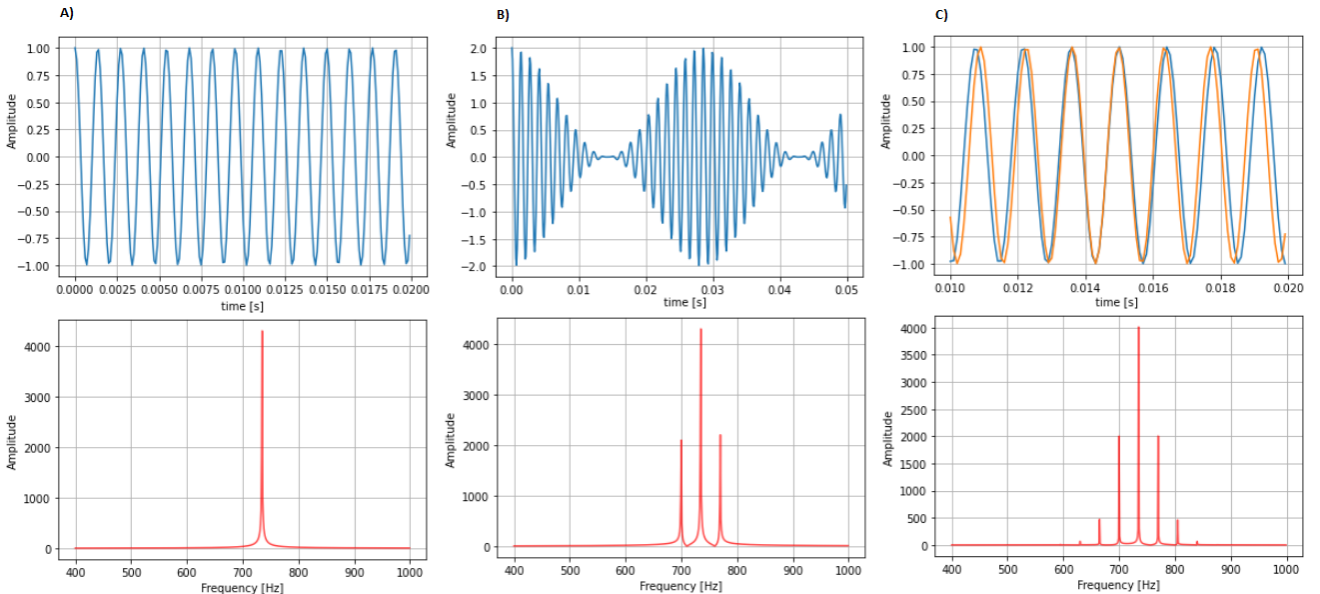 A)
Amplitude
1.00
0.75
0.50
0.25
0.00
−0.25
−0.50
−0.75
−1.00
0.0000 0.0025 0.0050 0.0075 0.0100 0.0125 0.0150 0.0175 0.0200
time [s]
Amplitude
4000
3000
2000
1000
0
400 500 600 700 800 900 1000
Frequency [Hz]
B)
Amplitude
2.0
1.5
1.0
0.5
0.0
−0.5
−1.0
−1.5
−2.0
0.00 0.01 0.02 0.03 0.04 0.05
time [s]
Amplitude
4000
3000
2000
1000
0
400 500 600 700 800 900 1000
Frequency [Hz]
C)
Amplitude
1.00
0.75
0.50
0.25
0.00
−0.25
−0.50
−0.75
−1.00
0.010 0.012 0.014 0.016 0.018 0.020
time [s]
Amplitude
4000
3500
3000
2500
2000
1500
1000
500
0
400 500 600 700 800 900 1000
Frequency [Hz]